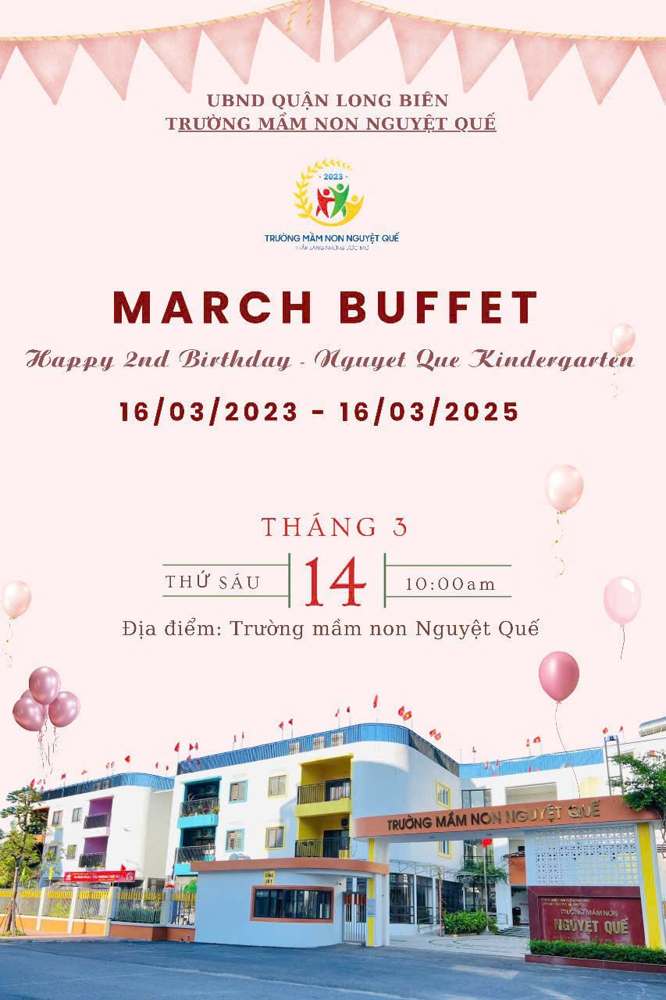 UBND QUẬN LONG BIÊN
TRƯỜNG MẦM NON NGUYỆT QUẾ
· 2023 ·
TRƯỜNG MẦM NON NGUYỆT QUẾ
THẮP SÁNG NHỮNG ƯỚC MƠ
MARCH BUFFET
Happy 2nd Birthday - Nguyet Que Kindergarten
16/03/2023 - 16/03/2025
THÁNG 3
THỨ SÁU
14
10:00am
Địa điểm: Trường mầm non Nguyệt Quế
TRƯỜNG MẦM NON NGUYỆT QUẾ
CỔNG
TRƯỜNG MẦM NON
NGUYỆT QUẾ